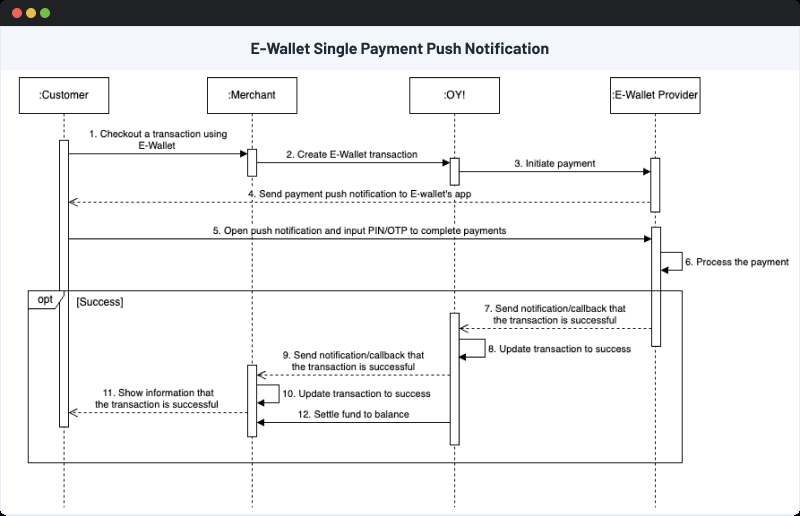 E-Wallet Single Payment Push Notification
:Customer
:Merchant
:OY!
:E-Wallet Provider
1. Checkout a transaction using
E-Wallet
2. Create E-Wallet transaction
3. Initiate payment
4. Send payment push notification to E-wallet's app
5. Open push notification and input PIN/OTP to complete payments
6. Process the payment
opt
[Success]
7. Send notification/callback that
the transaction is successful
8. Update transaction to success
9. Send notification/callback that
the transaction is successful
10. Update transaction to success
11. Show information that
the transaction is successful
12. Settle fund to balance